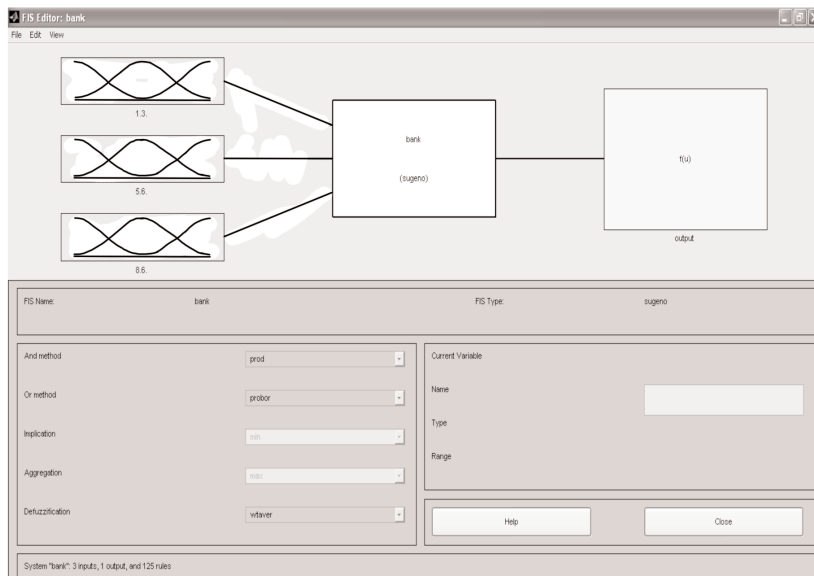 FIS Editor: bank
File Edit View
1.3.
5.6.
8.6.
bank
(sugeno)
f(u)
output
FIS Name: bank
FIS Type: sugeno
And method prod
Or method probor
Implication min
Aggregation max
Defuzzification wtaver
Current Variable
Name
Type
Range
Help Close
System "bank": 3 inputs, 1 output, and 125 rules